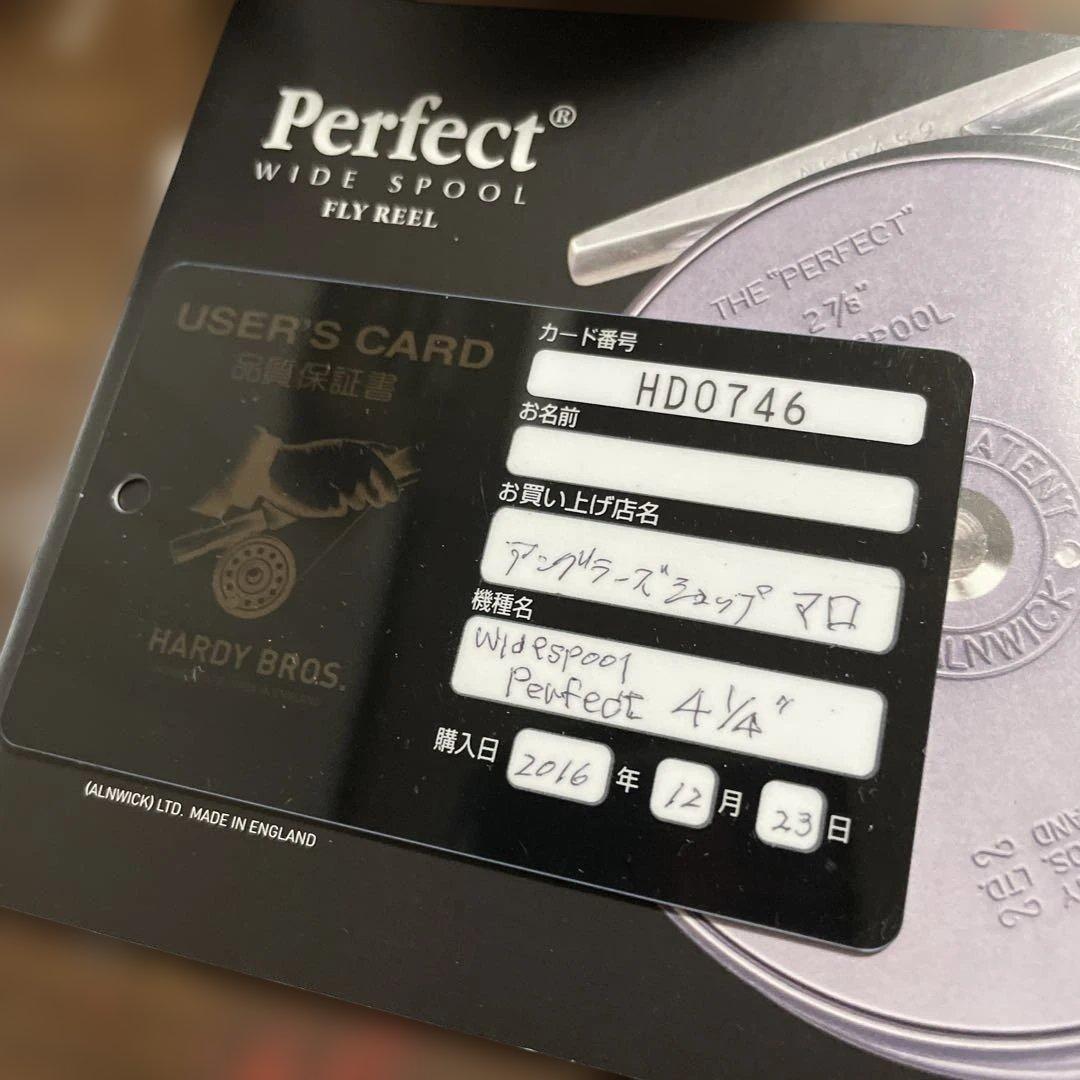 Perfect®
WIDE SPOOL
FLY REEL
THE "PERFECT"
2 7/8"
SPOOL
PATENT
ALNWICK
USER'S CARD
品質保証書
HARDY BROS.
カード番号
HD0746
お名前
お買い上げ店名
アングラーズショップ マロ
機種名
Widespool
Perfect 4 1/4"
購入日 2016 年 12 月 23 日
(ALNWICK) LTD. MADE IN ENGLAND
LTD.